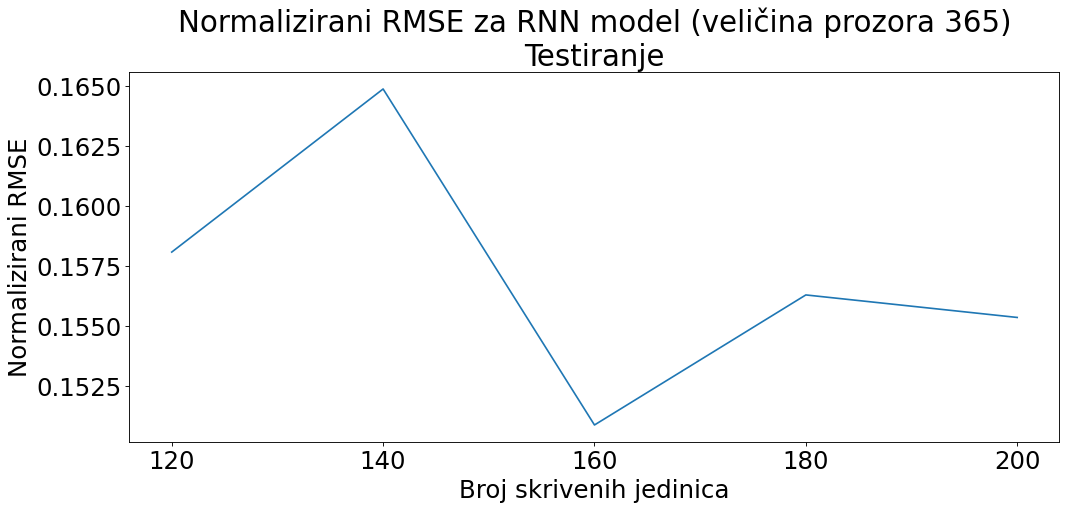 Normalizirani RMSE za RNN model (veličina prozora 365)
Testiranje
Normalizirani RMSE
0.1650
0.1625
0.1600
0.1575
0.1550
0.1525
120 140 160 180 200
Broj skrivenih jedinica